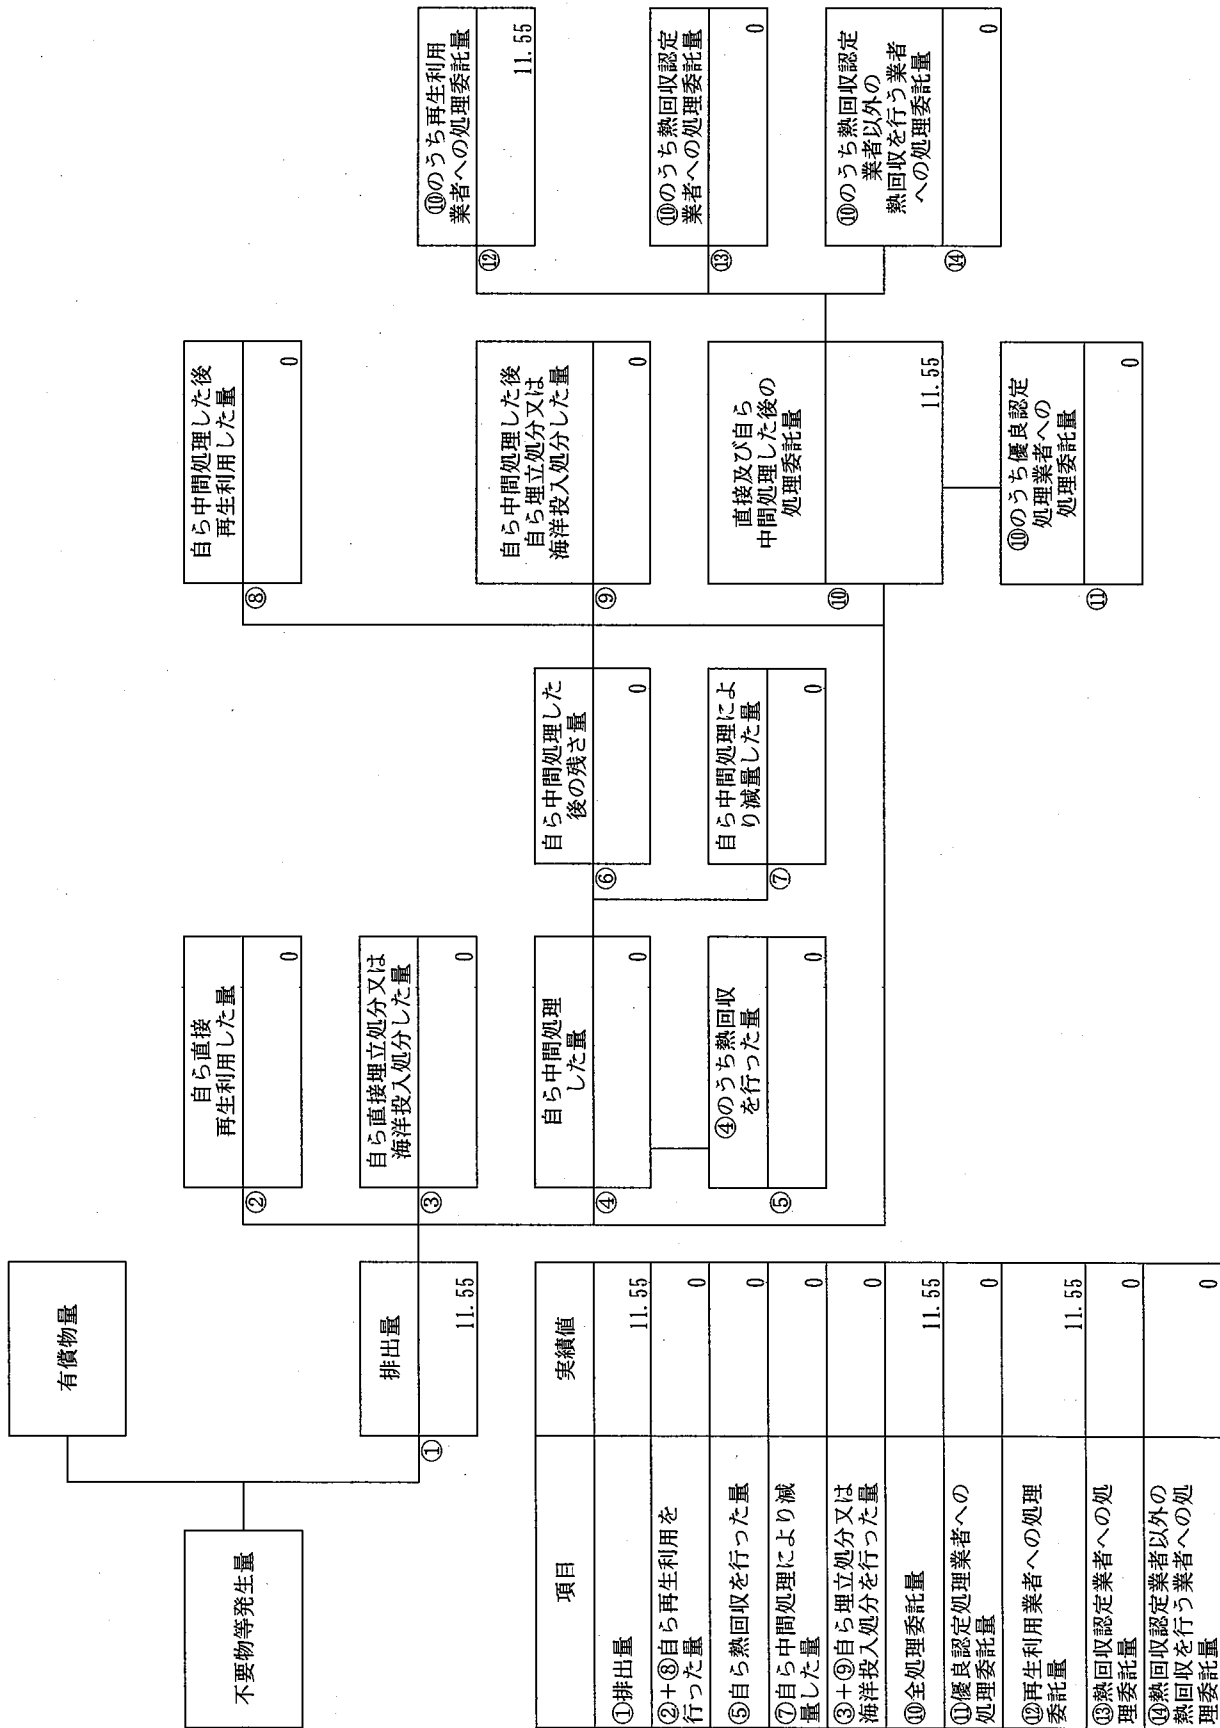 不要物等発生量
有償物量
排出量
①
11.55
自ら直接
再生利用した量
②
0
自ら直接埋立処分又は
海洋投入処分した量
③
0
自ら中間処理
した量
④
0
④のうち熱回収
を行った量
⑤
0
自ら中間処理した
後の残さ量
⑥
0
自ら中間処理によ
り減量した量
⑦
0
自ら中間処理した後
再生利用した量
⑧
0
自ら中間処理した後
自ら埋立処分又は
海洋投入処分した量
⑨
0
直接及び自ら
中間処理した後の
処理委託量
⑩
11.55
⑩のうち優良認定
処理業者への
処理委託量
⑪
0
⑩のうち再生利用
業者への処理委託量
⑫
11.55
⑩のうち熱回収認定
業者への処理委託量
⑬
0
⑩のうち熱回収認定
業者以外の
熱回収を行う業者
への処理委託量
⑭
0
項目 実績値
①排出量 11.55
②+⑧自ら再生利用を
行った量 0
⑤自ら熱回収を行った量 0
⑦自ら中間処理により減
量した量 0
③+⑨自ら埋立処分又は
海洋投入処分を行った量 0
⑩全処理委託量 11.55
⑪優良認定処理業者への
処理委託量 0
⑫再生利用業者への処理
委託量 11.55
⑬熱回収認定業者への処
理委託量 0
⑭熱回収認定業者以外の
熱回収を行う業者への処
理委託量 0